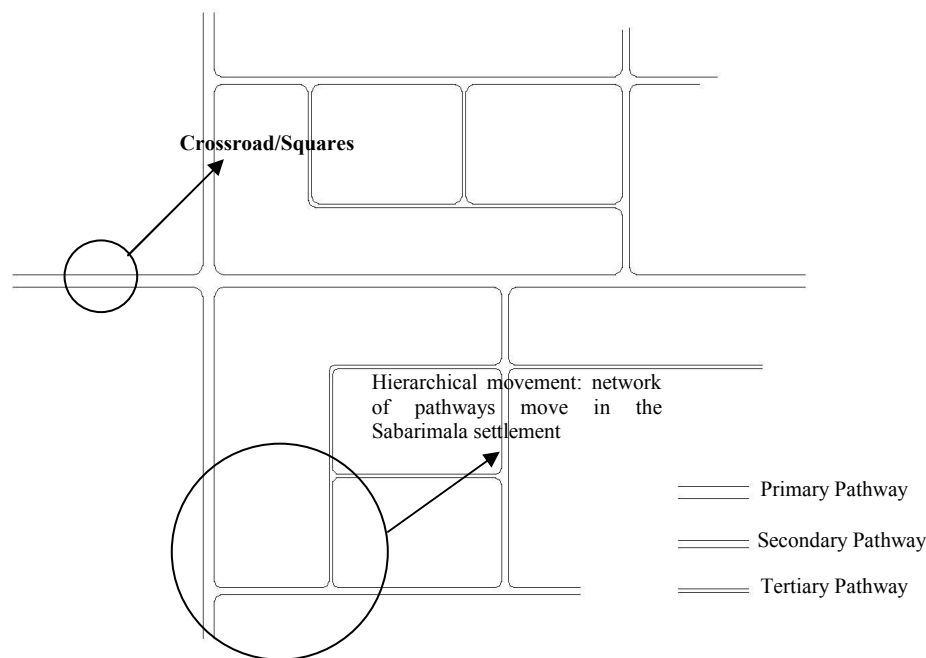 Crossroad/Squares
Hierarchical movement: network
of pathways move in the
Sabarimala settlement
Primary Pathway
Secondary Pathway
Tertiary Pathway